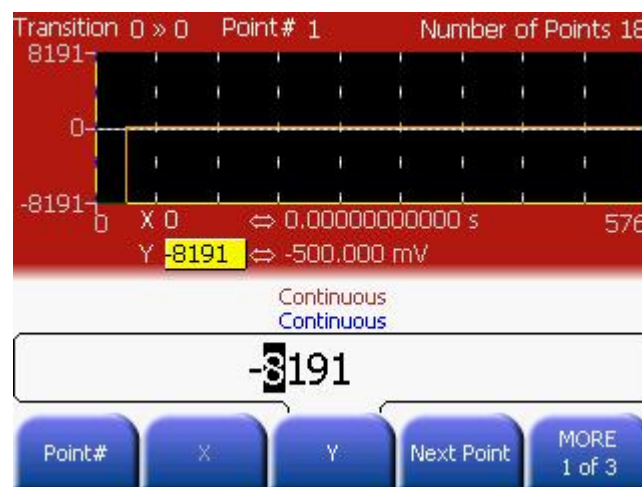 Transition 0 » 0 Point# 1 Number of Points 18
8191
0
-8191
0 X 0 ⇔ 0.00000000000 s 576
Y -8191 ⇔ -500.000 mV
Continuous
Continuous
-8191
Point# X Y Next Point MORE
1 of 3